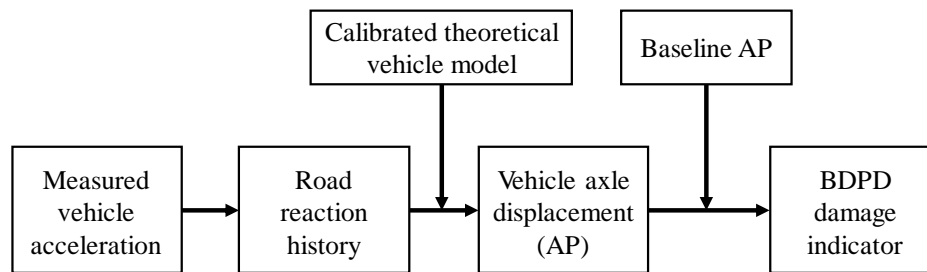 Calibrated theoretical
vehicle model
Baseline AP
Measured
vehicle
acceleration
Road
reaction
history
Vehicle axle
displacement
(AP)
BDPD
damage
indicator